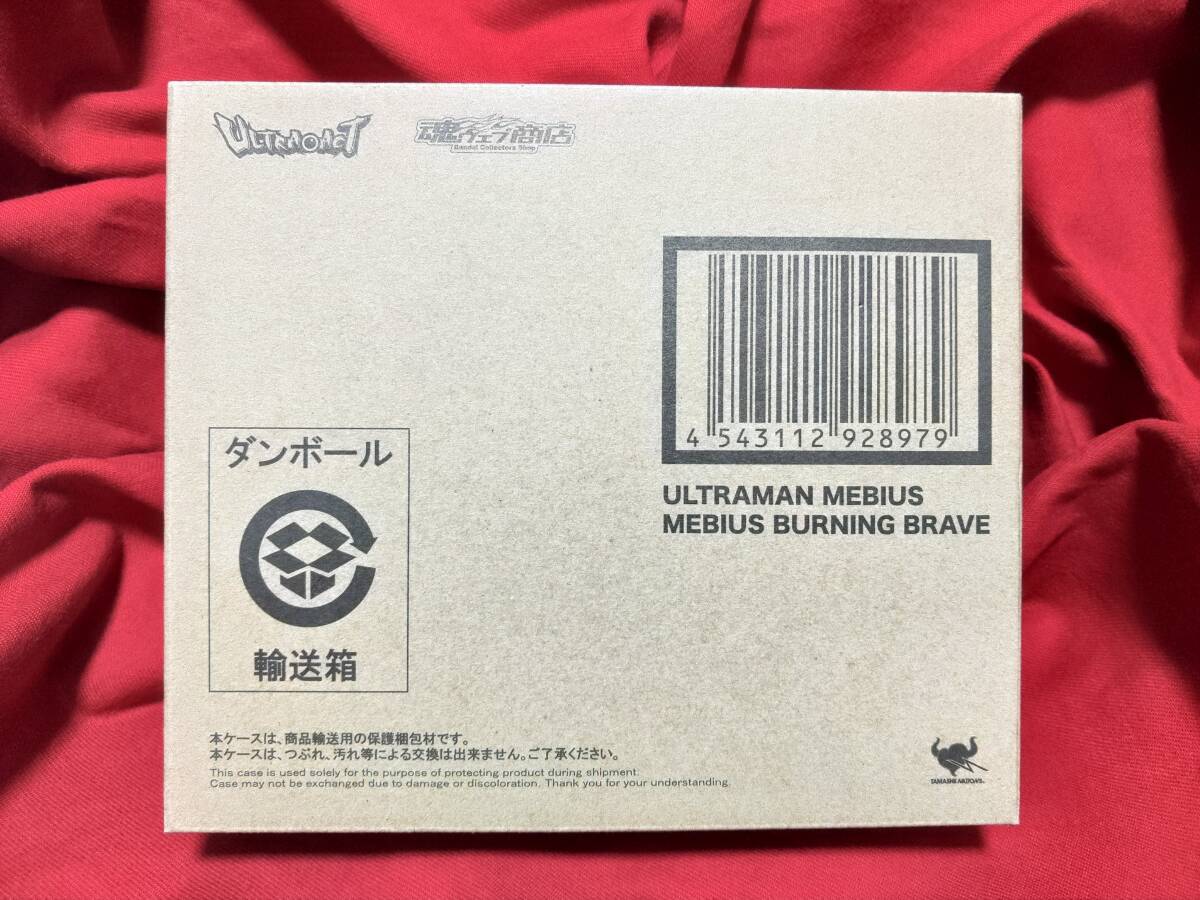 ULTRA-ACT
魂ウェブ商店
Bandai Collectors Shop
4 543112 928979
ULTRAMAN MEBIUS
MEBIUS BURNING BRAVE
ダンボール
輸送箱
本ケースは、商品輸送用の保護梱包材です。
本ケースは、つぶれ、汚れ等による交換は出来ません。ご了承ください。
This case is used solely for the purpose of protecting product during shipment.
Case may not be exchanged due to damage or discoloration. Thank you for your understanding.
TAMASHII NATIONS